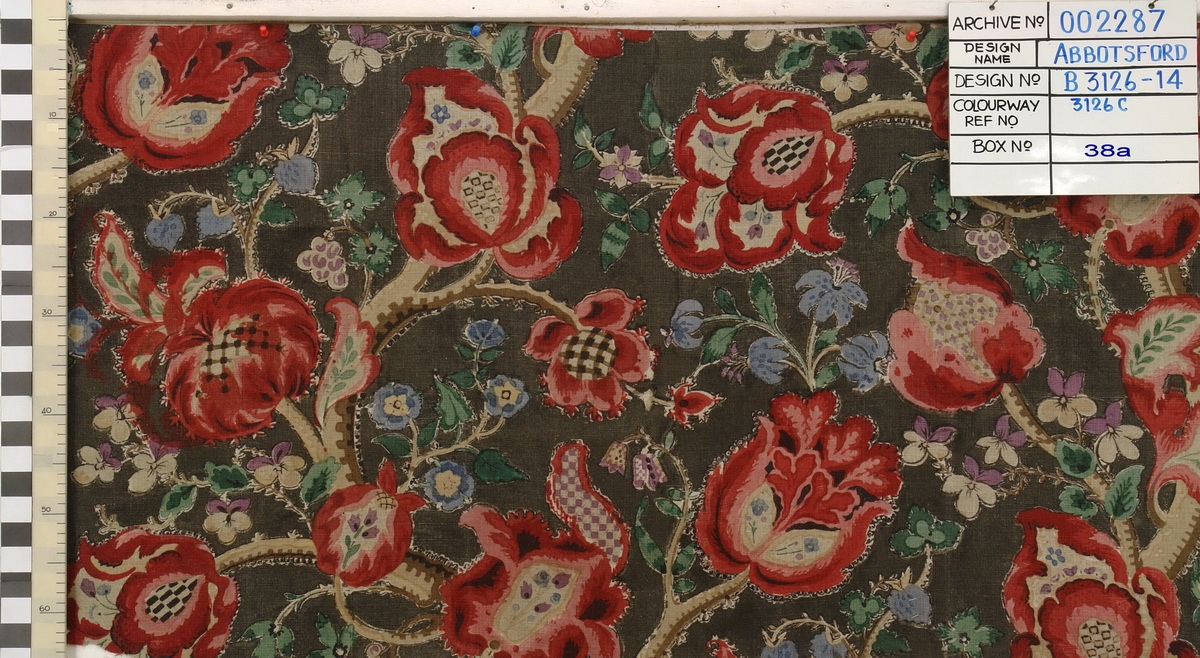 ARCHIVE Nº 002287
DESIGN NAME ABBOTSFORD
DESIGN Nº B 3126-14
COLOURWAY REF NO 3126 C
BOX Nº 38a
10
20
30
40
50
60